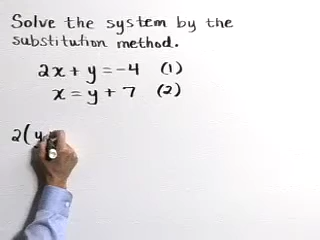 Solve the system by the
substitution method.
2x + y = -4 (1)
x = y + 7 (2)
2(y